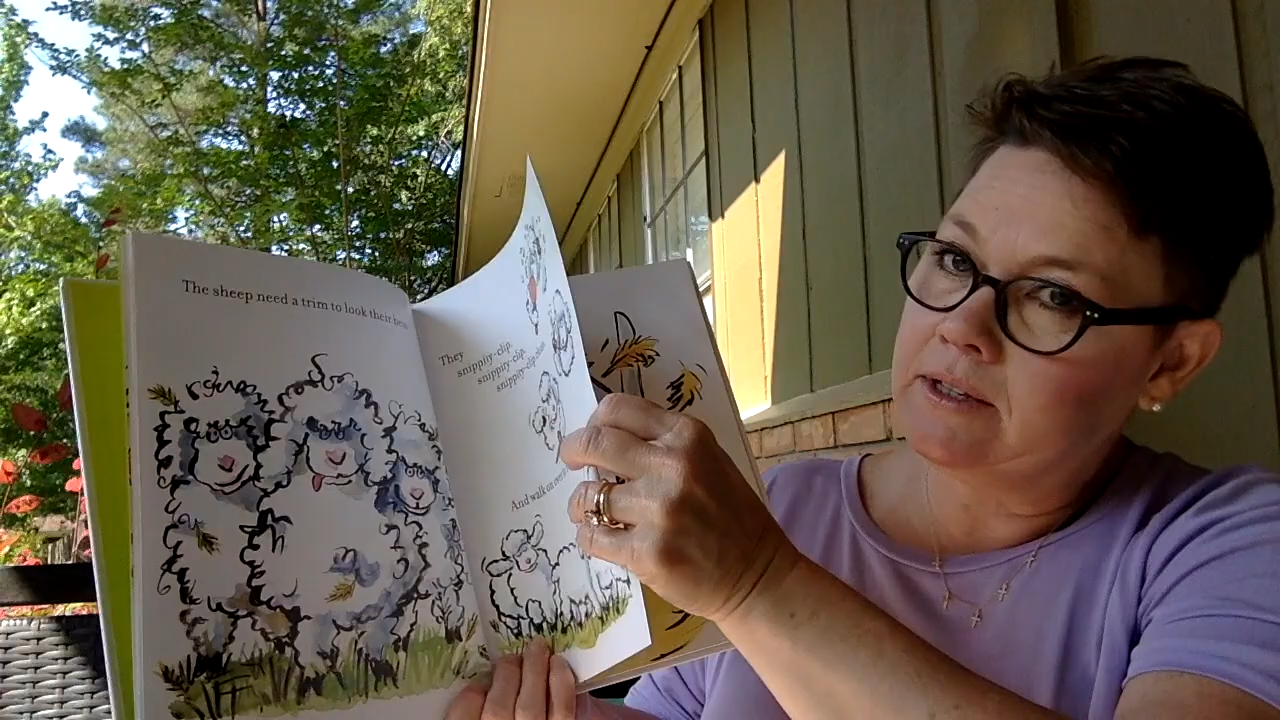 The sheep need a trim to look their best
They
snippity-clip,
snippity-clip,
snippity-clip
And walk on